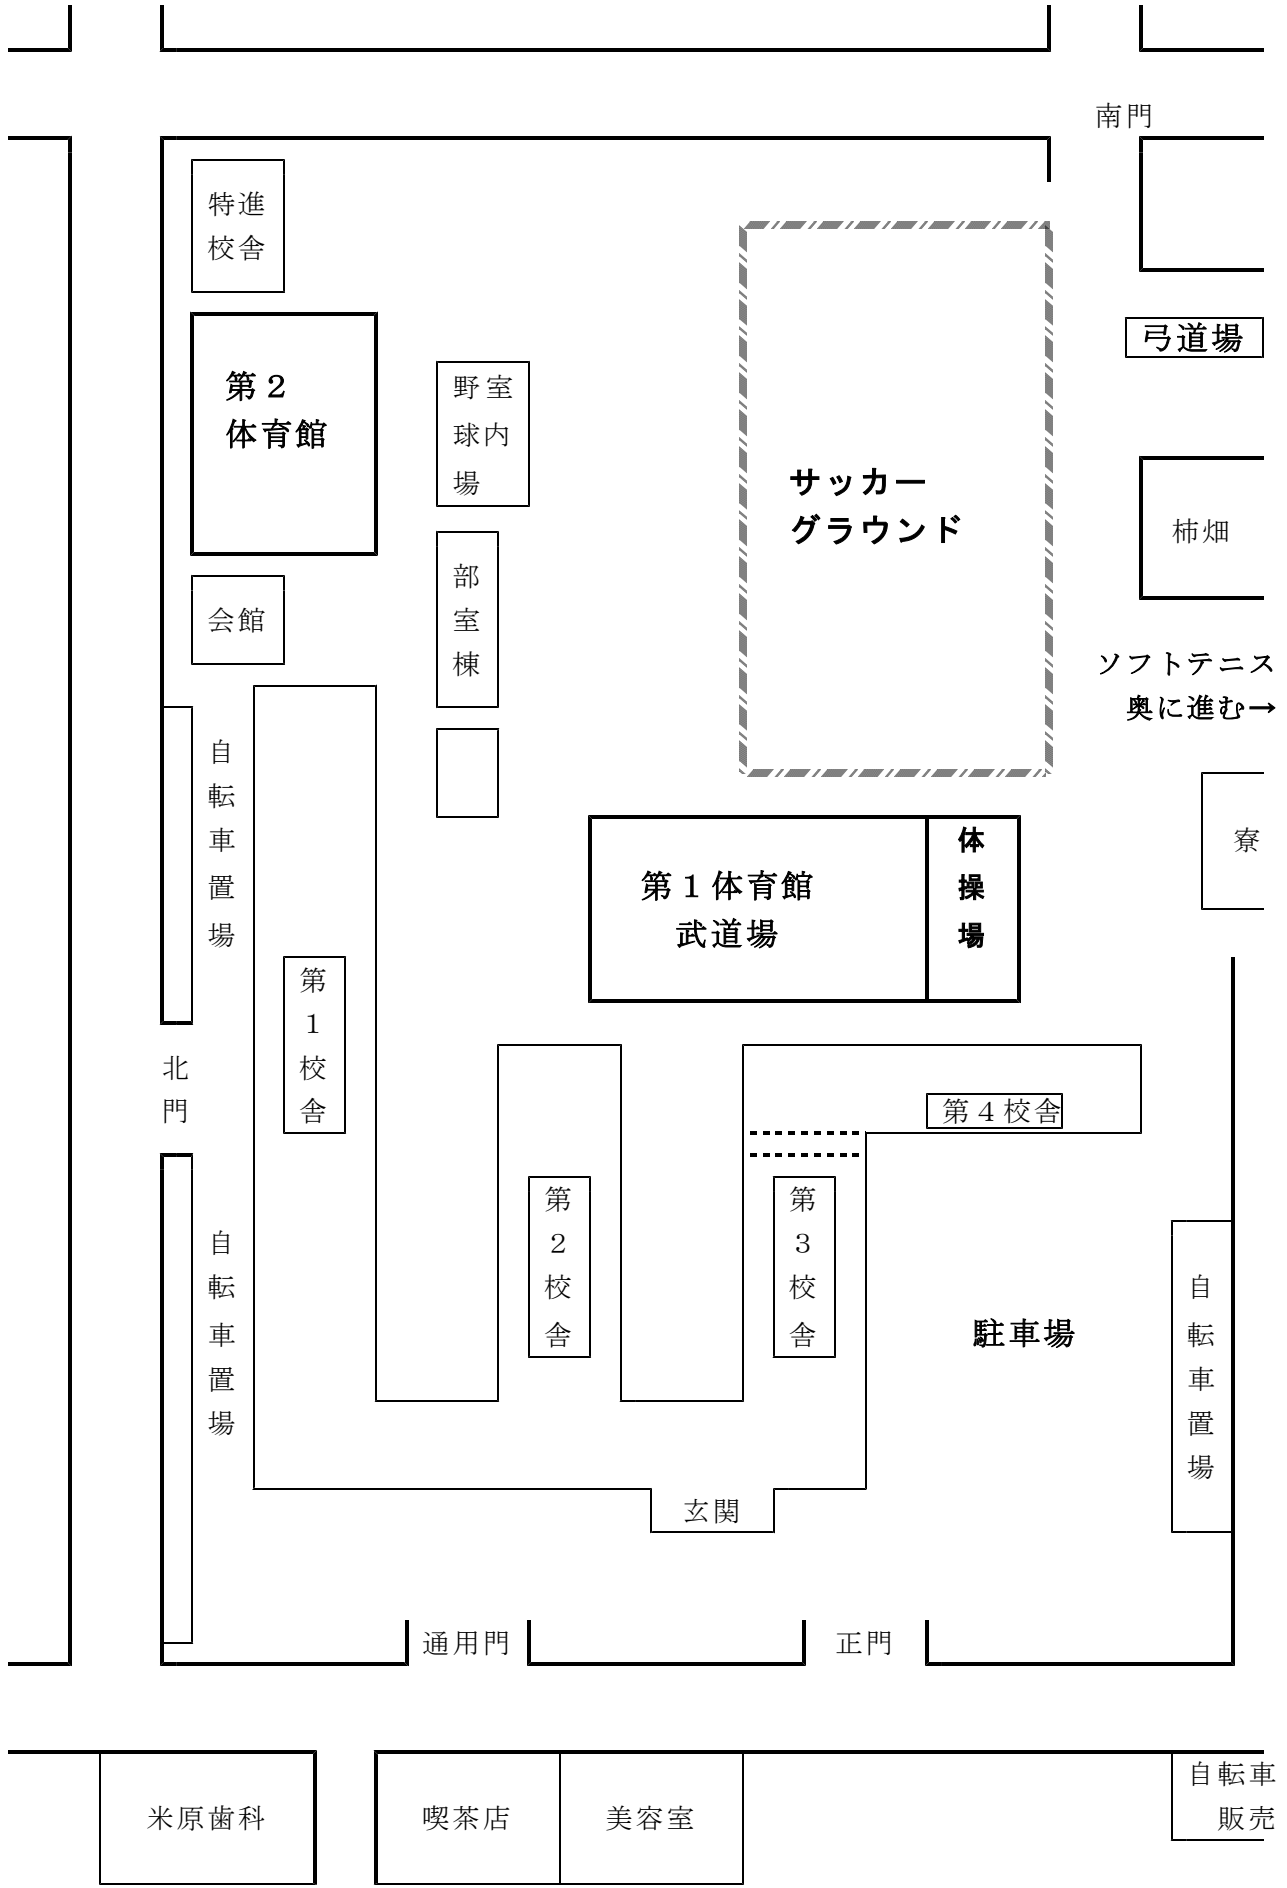 南門
特進
校舎
弓道場
第２
体育館
野室
球内
場
サッカー
グラウンド
柿畑
部室棟
会館
ソフトテニス
奥に進む→
自転車置場
寮
第１体育館
武道場
体操場
第１校舎
北門
第４校舎
第２校舎
第３校舎
自転車置場
駐車場
自転車置場
玄関
通用門
正門
米原歯科
喫茶店
美容室
自転車
販売